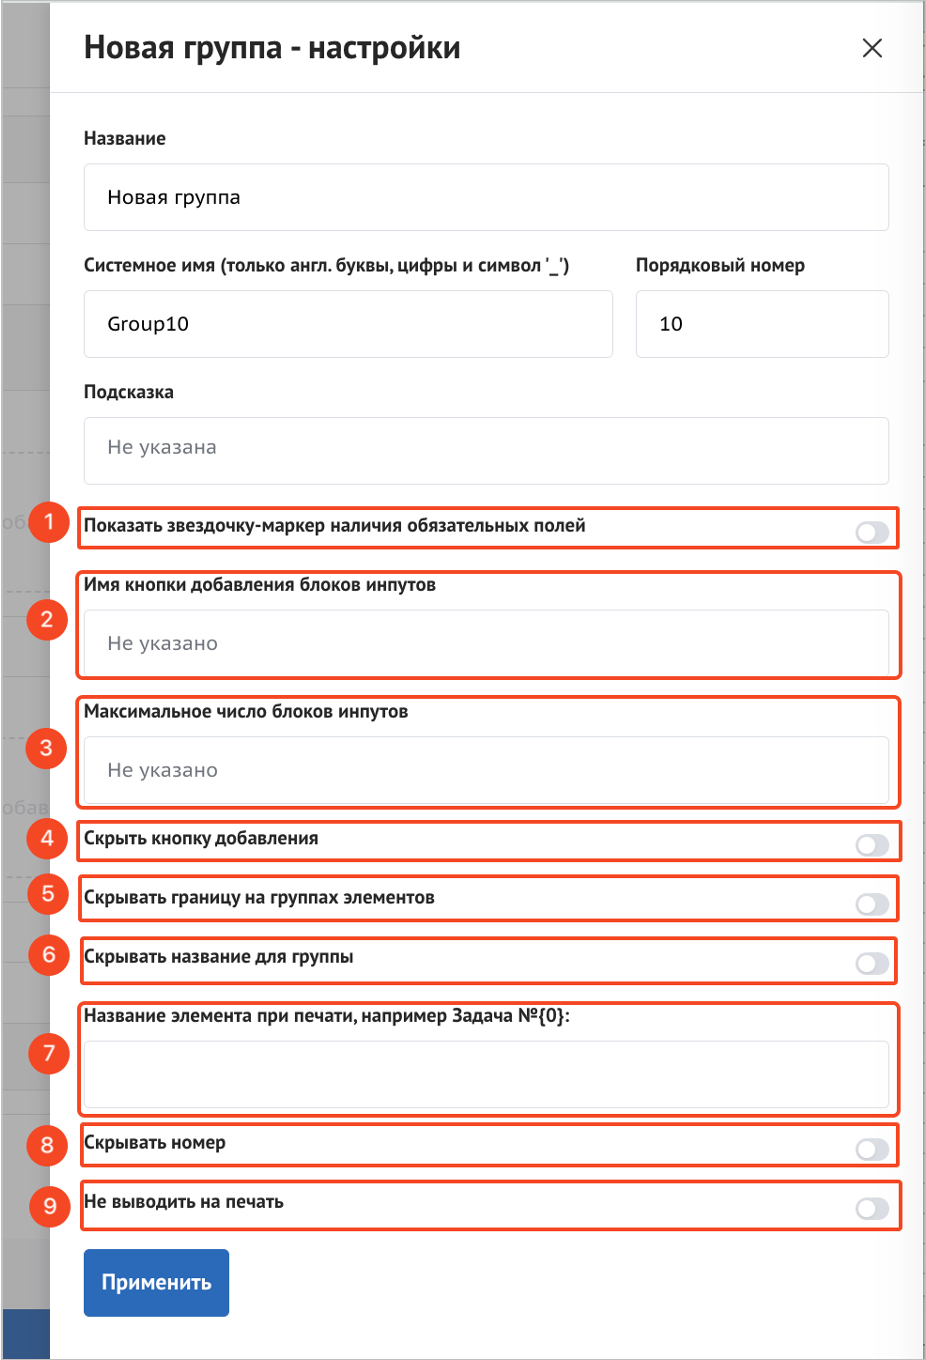 Новая группа - настройки
Название
Новая группа
Системное имя (только англ. буквы, цифры и символ '_')
Порядковый номер
Group10
10
Подсказка
Не указана
1
Показать звездочку-маркер наличия обязательных полей
2
Имя кнопки добавления блоков инпутов
Не указано
3
Максимальное число блоков инпутов
Не указано
4
Скрыть кнопку добавления
5
Скрывать границу на группах элементов
6
Скрывать название для группы
7
Название элемента при печати, например Задача №{0}:
8
Скрывать номер
9
Не выводить на печать
Применить